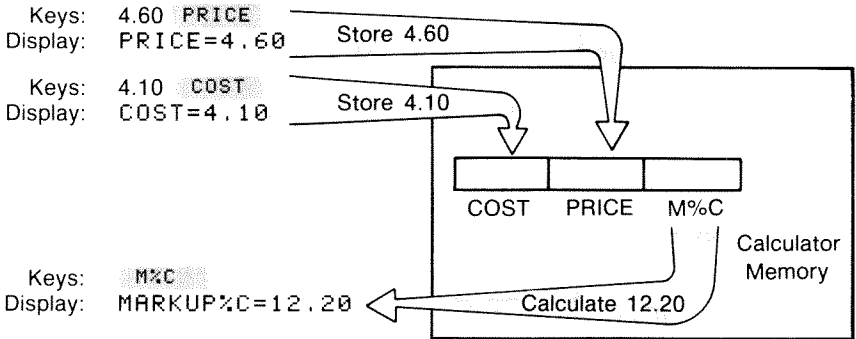 Keys: 4.60 PRICE
Display: PRICE=4.60
Store 4.60
Keys: 4.10 COST
Display: COST=4.10
Store 4.10
COST PRICE M%C
Calculator
Memory
Keys: M%C
Display: MARKUP%C=12.20
Calculate 12.20